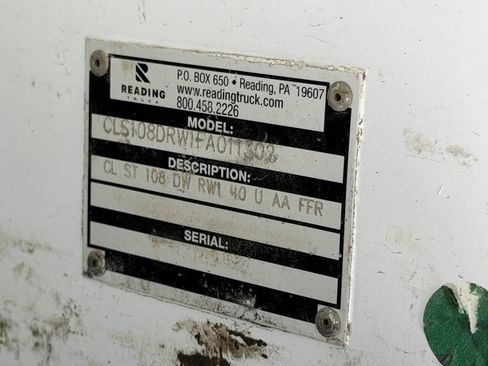 READING
TRUCK
P.O. BOX 650 • Reading, PA 19607
www.readingtruck.com
800.458.2226
MODEL:
CLS108DRW1FA011302
DESCRIPTION:
CL ST 108 DW RW1 40 U AA FFR
SERIAL: